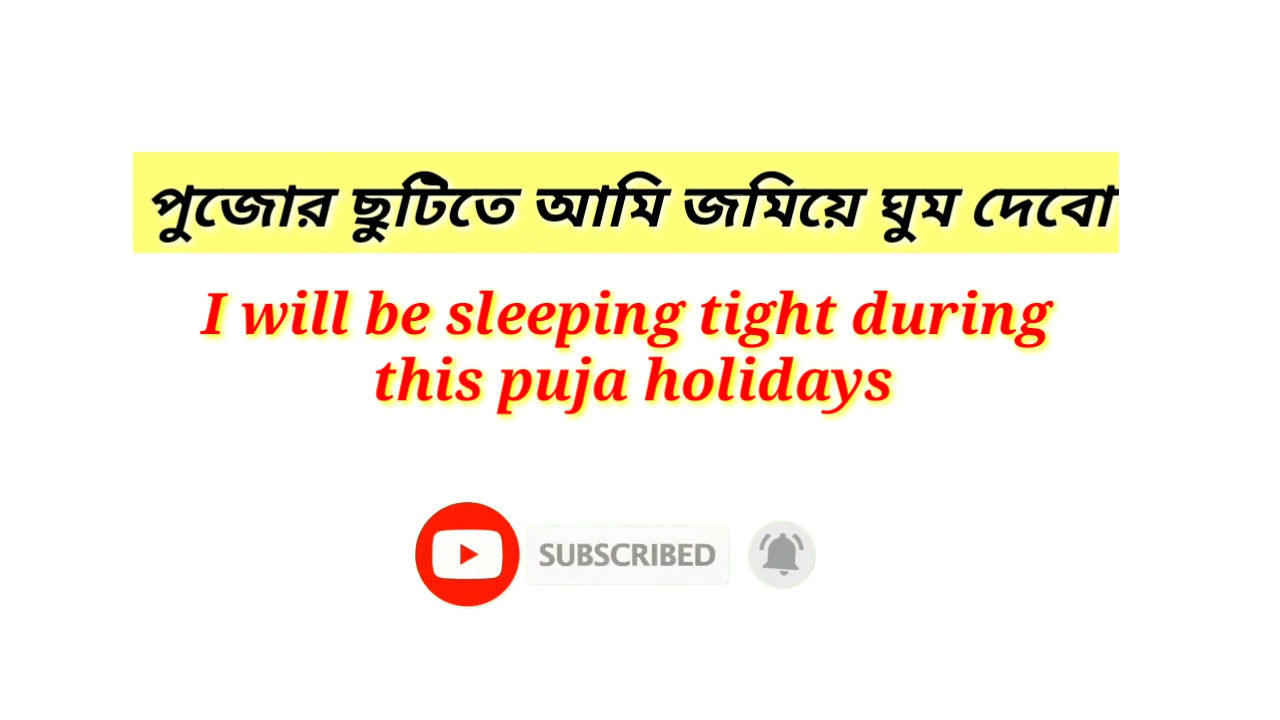 পুজোর ছুটিতে আমি জমিয়ে ঘুম দেবো
I will be sleeping tight during
this puja holidays
SUBSCRIBED